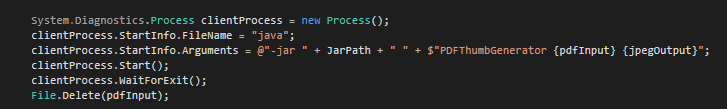 System.Diagnostics.Process clientProcess = new Process();
clientProcess.StartInfo.FileName = "java";
clientProcess.StartInfo.Arguments = @"-jar " + JarPath + " " + $"PDFThumbGenerator {pdfInput} {jpegOutput}";
clientProcess.Start();
clientProcess.WaitForExit();
File.Delete(pdfInput);